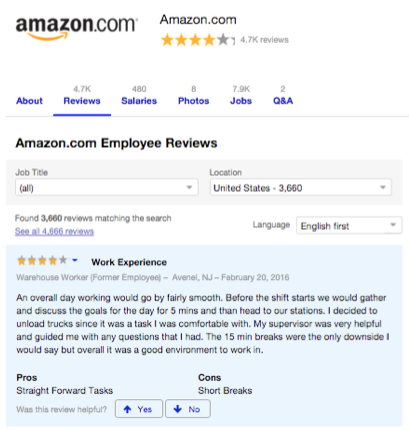 amazon.com
Amazon.com
4.7K reviews
4.7K 480 8 7.9K 2
About Reviews Salaries Photos Jobs Q&A
Amazon.com Employee Reviews
Job Title Location
(all) United States - 3,660
Found 3,660 reviews matching the search
See all 4,666 reviews
Language English first
Work Experience
Warehouse Worker (Former Employee) – Avenel, NJ – February 20, 2016
An overall day working would go by fairly smooth. Before the shift starts we would gather
and discuss the goals for the day for 5 mins and than head to our stations. I decided to
unload trucks since it was a task I was comfortable with. My supervisor was very helpful
and guided me with any questions that I had. The 15 min breaks were the only downside I
would say but overall it was a good environment to work in.
Pros Cons
Straight Forward Tasks Short Breaks
Was this review helpful? Yes No